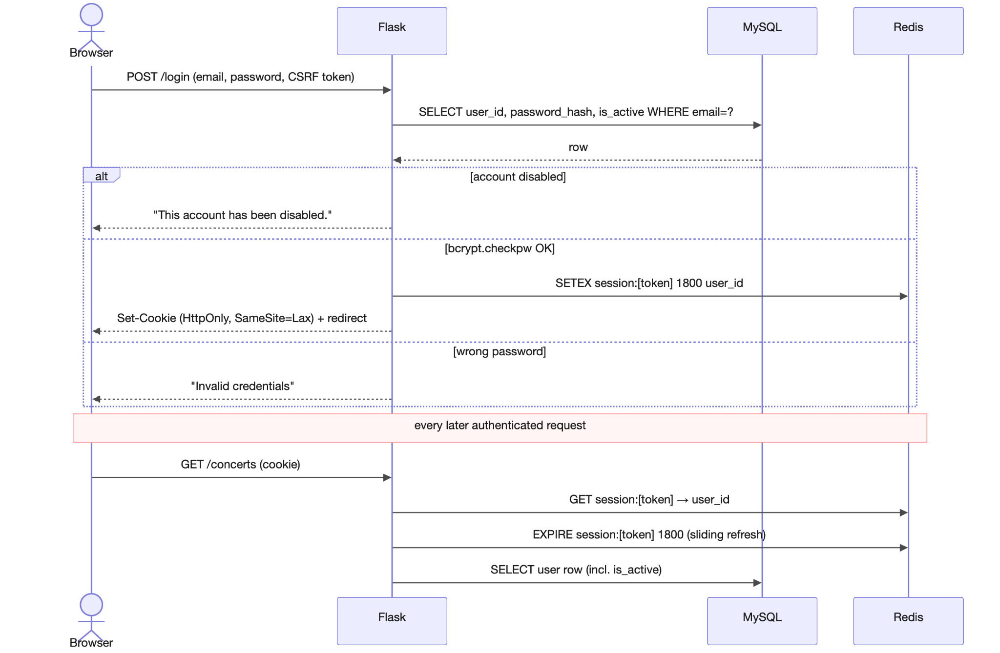 Browser
Flask
MySQL
Redis
POST /login (email, password, CSRF token)
SELECT user_id, password_hash, is_active WHERE email=?
row
alt
[account disabled]
"This account has been disabled."
[bcrypt.checkpw OK]
SETEX session:[token] 1800 user_id
Set-Cookie (HttpOnly, SameSite=Lax) + redirect
[wrong password]
"Invalid credentials"
every later authenticated request
GET /concerts (cookie)
GET session:[token] → user_id
EXPIRE session:[token] 1800 (sliding refresh)
SELECT user row (incl. is_active)
Browser
Flask
MySQL
Redis